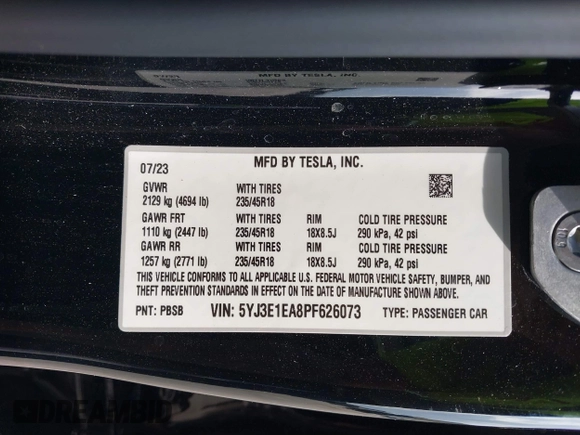 MFD BY TESLA, INC.
07/23
MFD BY TESLA, INC.
GVWR WITH TIRES
2129 kg (4694 lb) 235/45R18
GAWR FRT WITH TIRES RIM COLD TIRE PRESSURE
1110 kg (2447 lb) 235/45R18 18X8.5J 290 kPa, 42 psi
GAWR RR WITH TIRES RIM COLD TIRE PRESSURE
1257 kg (2771 lb) 235/45R18 18X8.5J 290 kPa, 42 psi
THIS VEHICLE CONFORMS TO ALL APPLICABLE U.S. FEDERAL MOTOR VEHICLE SAFETY, BUMPER, AND
THEFT PREVENTION STANDARDS IN EFFECT ON THE DATE OF MANUFACTURE SHOWN ABOVE.
PNT: PBSB VIN: 5YJ3E1EA8PF626073 TYPE: PASSENGER CAR
DREAMBID